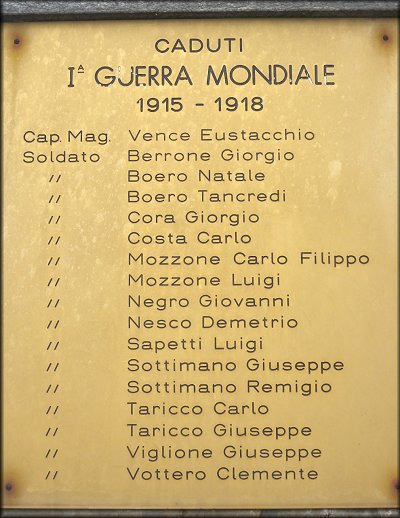 CADUTI
Iᴬ GUERRA MONDIALE
1915 - 1918
Cap. Mag. Vence Eustacchio
Soldato Berrone Giorgio
〃 Boero Natale
〃 Boero Tancredi
〃 Cora Giorgio
〃 Costa Carlo
〃 Mozzone Carlo Filippo
〃 Mozzone Luigi
〃 Negro Giovanni
〃 Nesco Demetrio
〃 Sapetti Luigi
〃 Sottimano Giuseppe
〃 Sottimano Remigio
〃 Taricco Carlo
〃 Taricco Giuseppe
〃 Viglione Giuseppe
〃 Vottero Clemente